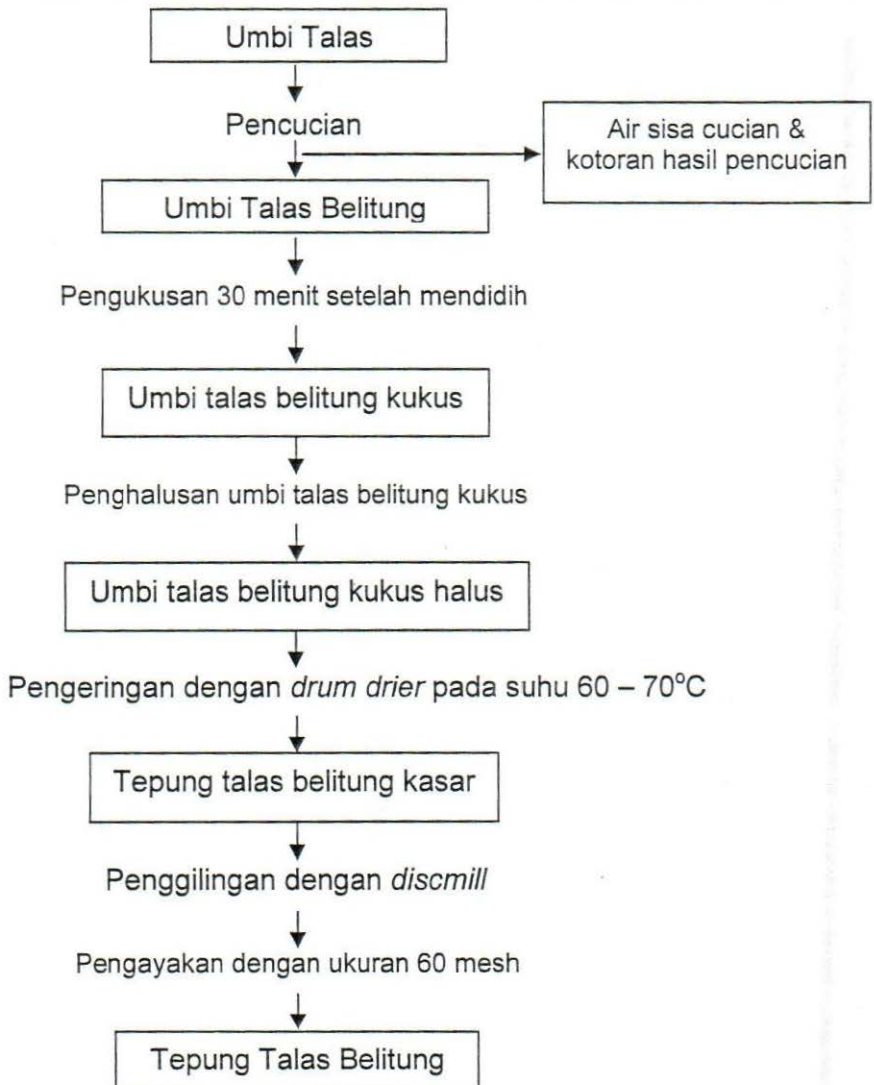 Umbi Talas
Pencucian
Air sisa cucian &
kotoran hasil pencucian
Umbi Talas Belitung
Pengukusan 30 menit setelah mendidih
Umbi talas belitung kukus
Penghalusan umbi talas belitung kukus
Umbi talas belitung kukus halus
Pengeringan dengan drum drier pada suhu 60 – 70°C
Tepung talas belitung kasar
Penggilingan dengan discmill
Pengayakan dengan ukuran 60 mesh
Tepung Talas Belitung